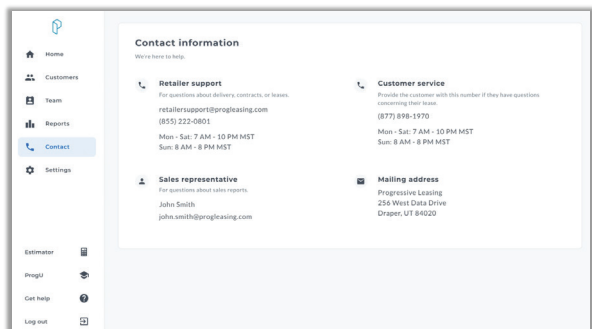 Home
Customers
Team
Reports
Contact
Settings
Estimator
ProgU
Get help
Log out
Contact information
We're here to help.
Retailer support
For questions about delivery, contracts, or leases.
retailersupport@progleasing.com
(855) 222-0801
Mon - Sat: 7 AM - 10 PM MST
Sun: 8 AM - 8 PM MST
Customer service
Provide the customer with this number if they have questions
concerning their lease.
(877) 898-1970
Mon - Sat: 7 AM - 10 PM MST
Sun: 8 AM - 8 PM MST
Sales representative
For questions about sales reports.
John Smith
john.smith@progleasing.com
Mailing address
Progressive Leasing
256 West Data Drive
Draper, UT 84020